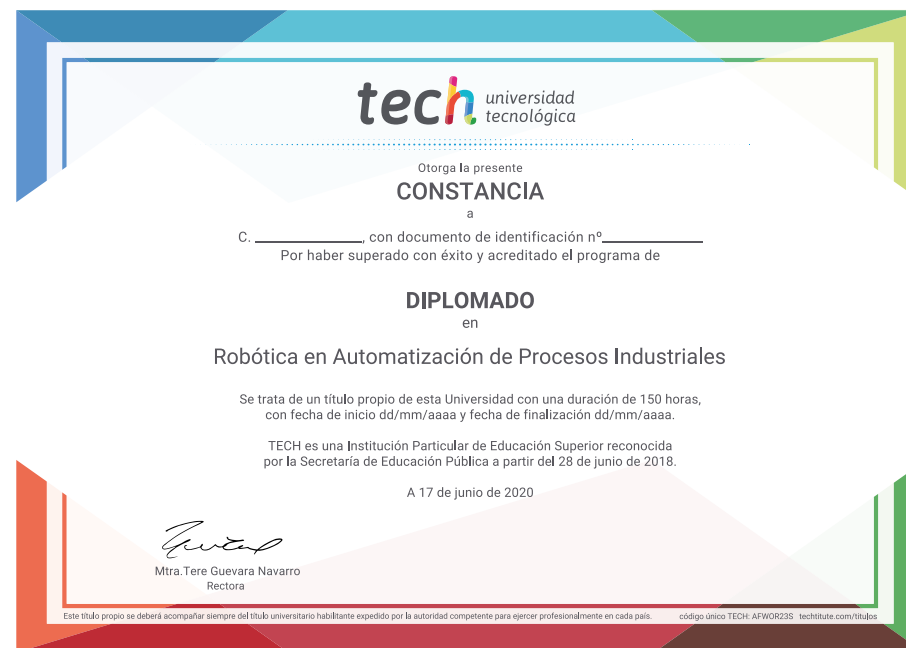 tech universidad
tecnológica
Otorga la presente
CONSTANCIA
a
C. ______________, con documento de identificación nº_____________
Por haber superado con éxito y acreditado el programa de
DIPLOMADO
en
Robótica en Automatización de Procesos Industriales
Se trata de un título propio de esta Universidad con una duración de 150 horas,
con fecha de inicio dd/mm/aaaa y fecha de finalización dd/mm/aaaa.
TECH es una Institución Particular de Educación Superior reconocida
por la Secretaría de Educación Pública a partir del 28 de junio de 2018.
A 17 de junio de 2020
Mtra.Tere Guevara Navarro
Rectora
Este título propio se deberá acompañar siempre del título universitario habilitante expedido por la autoridad competente para ejercer profesionalmente en cada país. código único TECH: AFWOR23S techtitute.com/titulos